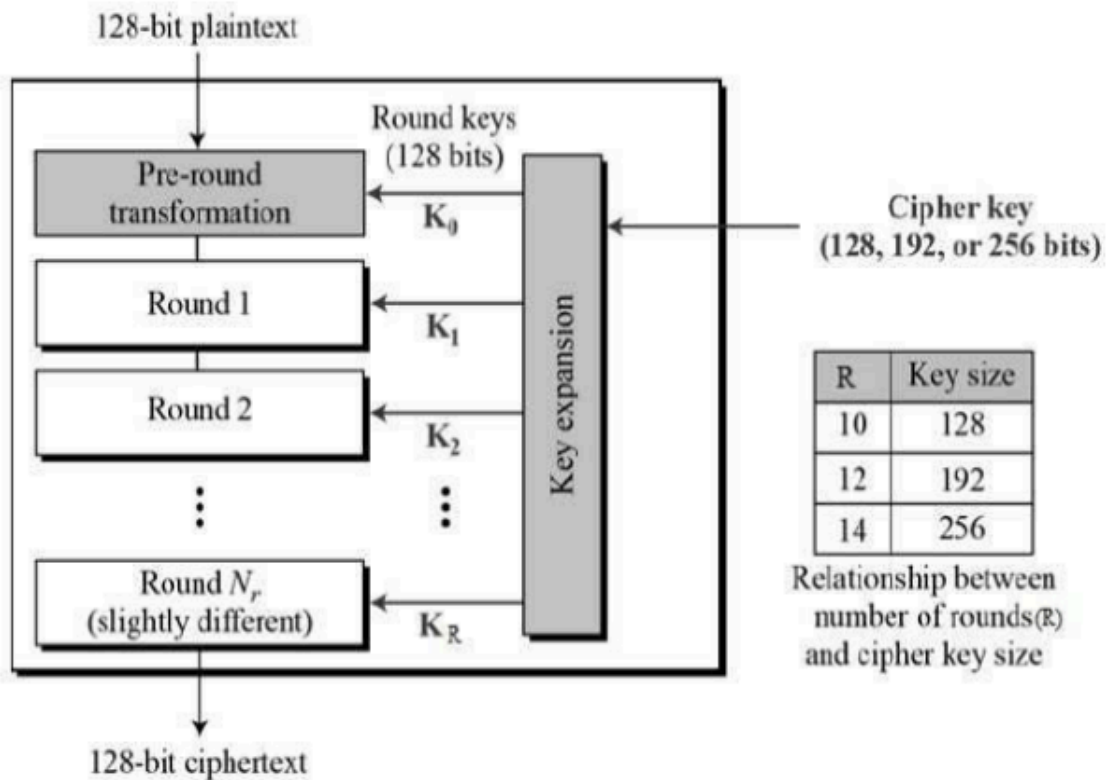 128-bit plaintext
Round keys
(128 bits)
Pre-round
transformation
K0
Cipher key
(128, 192, or 256 bits)
Round 1
K1
Key expansion
Round 2
K2
R Key size
10 128
12 192
14 256
Relationship between
number of rounds(R)
and cipher key size
Round Nr
(slightly different)
KR
128-bit ciphertext